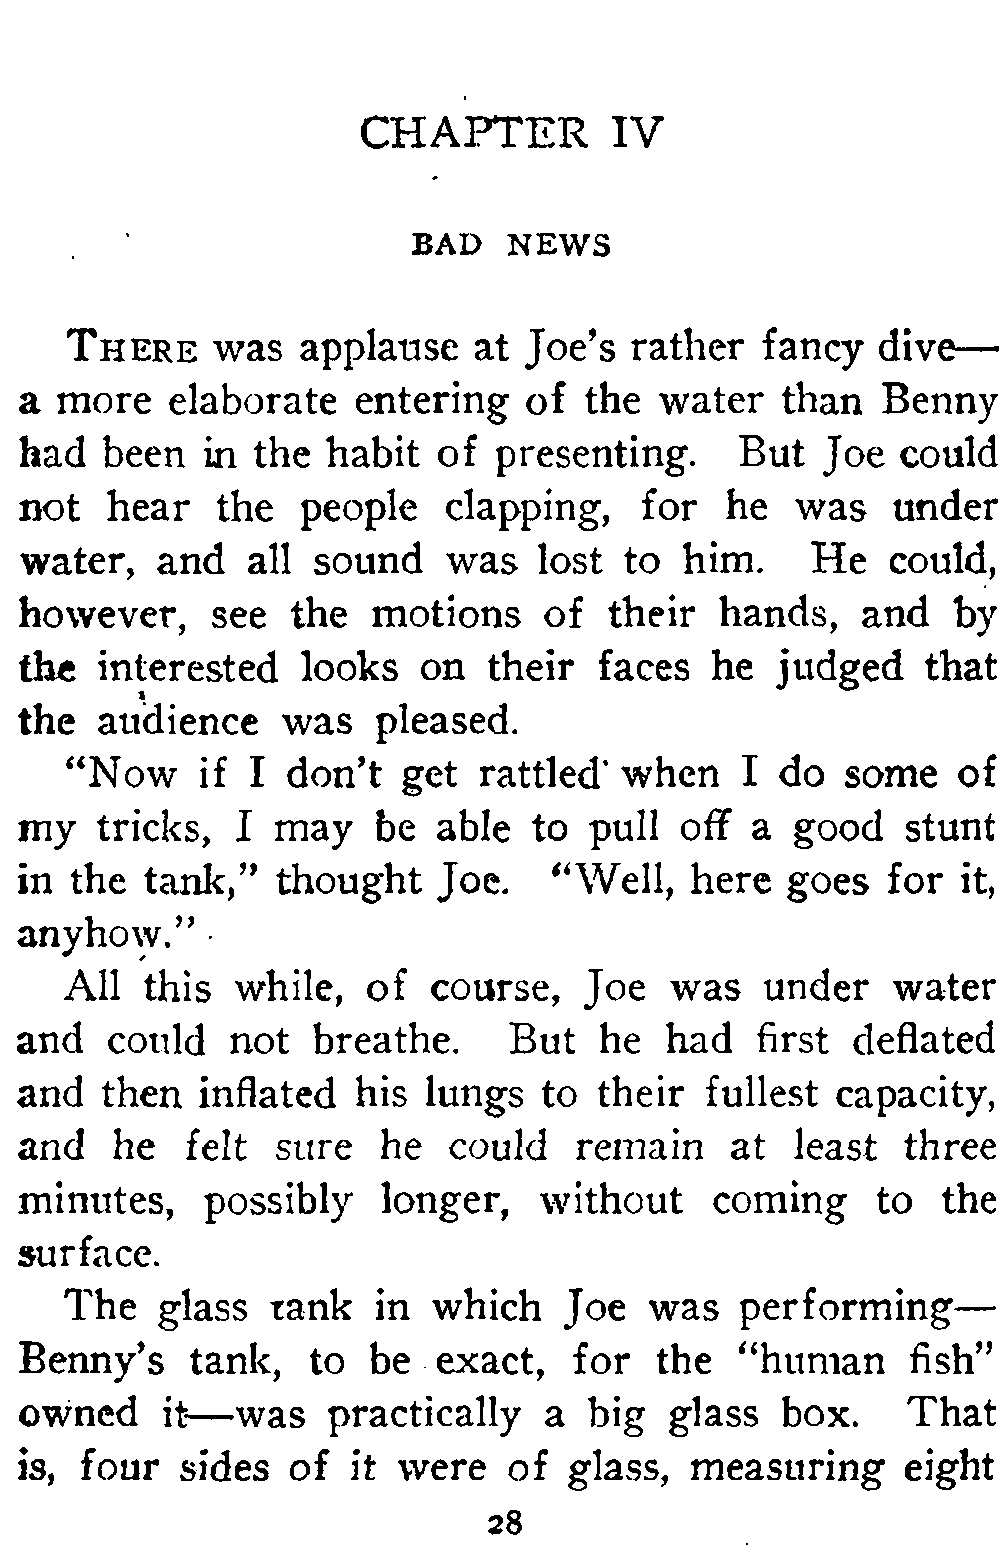 CHAPTER IV
BAD NEWS
THERE was applause at Joe's rather fancy dive—
a more elaborate entering of the water than Benny
had been in the habit of presenting. But Joe could
not hear the people clapping, for he was under
water, and all sound was lost to him. He could,
however, see the motions of their hands, and by
the interested looks on their faces he judged that
the audience was pleased.
"Now if I don't get rattled when I do some of
my tricks, I may be able to pull off a good stunt
in the tank," thought Joe. "Well, here goes for it,
anyhow."
All this while, of course, Joe was under water
and could not breathe. But he had first deflated
and then inflated his lungs to their fullest capacity,
and he felt sure he could remain at least three
minutes, possibly longer, without coming to the
surface.
The glass tank in which Joe was performing—
Benny's tank, to be exact, for the "human fish"
owned it—was practically a big glass box. That
is, four sides of it were of glass, measuring eight
28